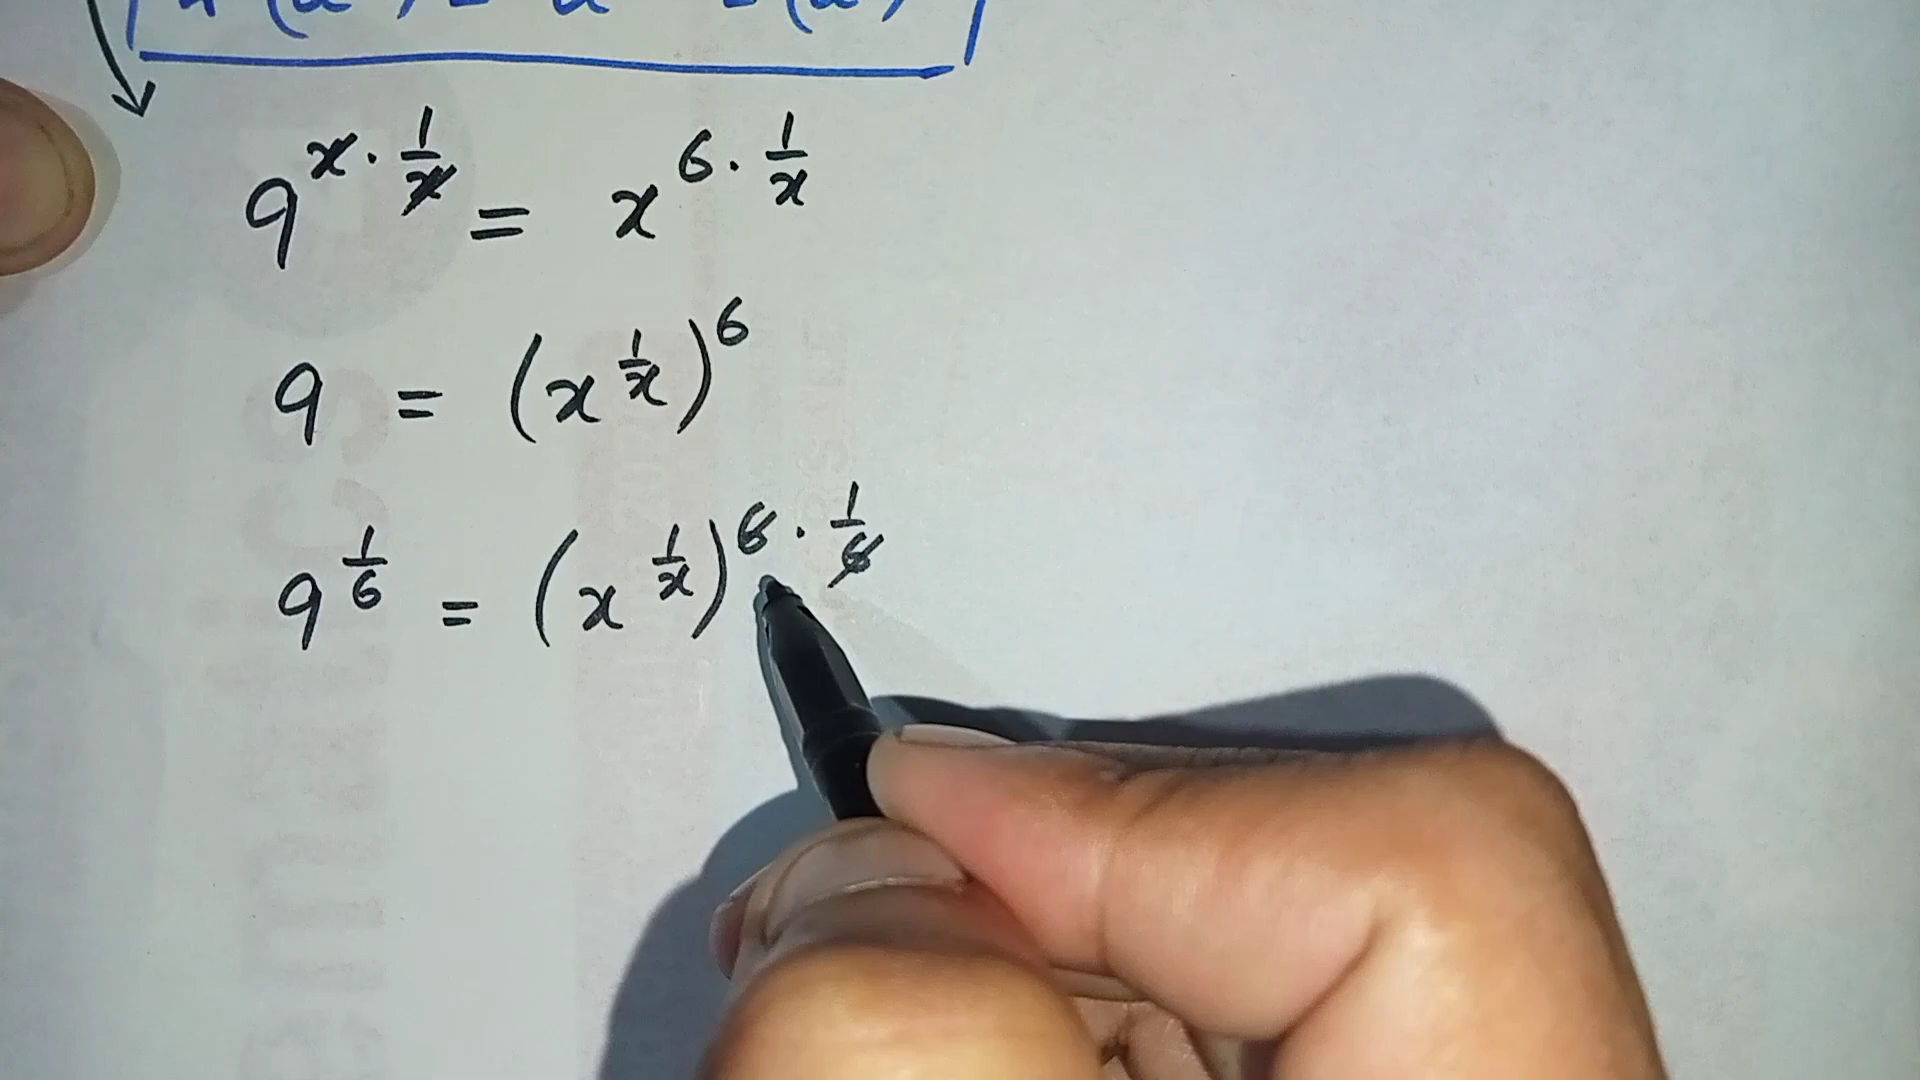 9^{x · 1/x} = x^{6 · 1/x}
9 = (x^{1/x})^6
9^{1/6} = (x^{1/x})^{6 · 1/6}